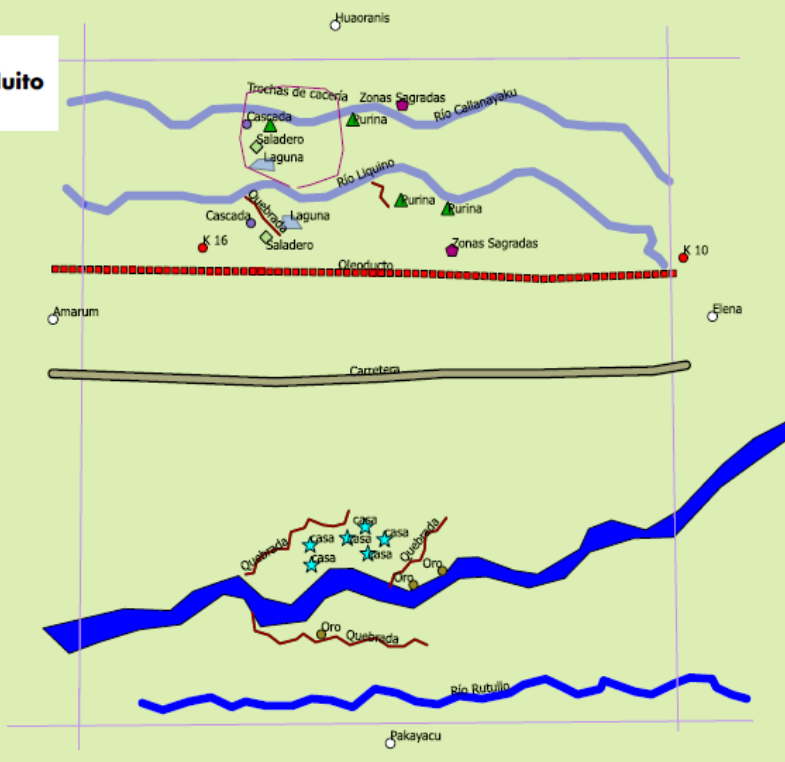 Huaoranis
luito
Trochas de cacería
Zonas Sagradas
Río Callanayaku
Cascada
Purina
Saladero
Laguna
Río Liquino
Quebrada
Purina
Purina
Cascada
Laguna
K 16
Saladero
Zonas Sagradas
K 10
Oleoducto
Amarum
Elena
Carretera
casa
casa
casa
casa
Quebrada
Quebrada
casa
casa
Oro
Oro
Oro
Quebrada
Río Rutullo
Pakayacu